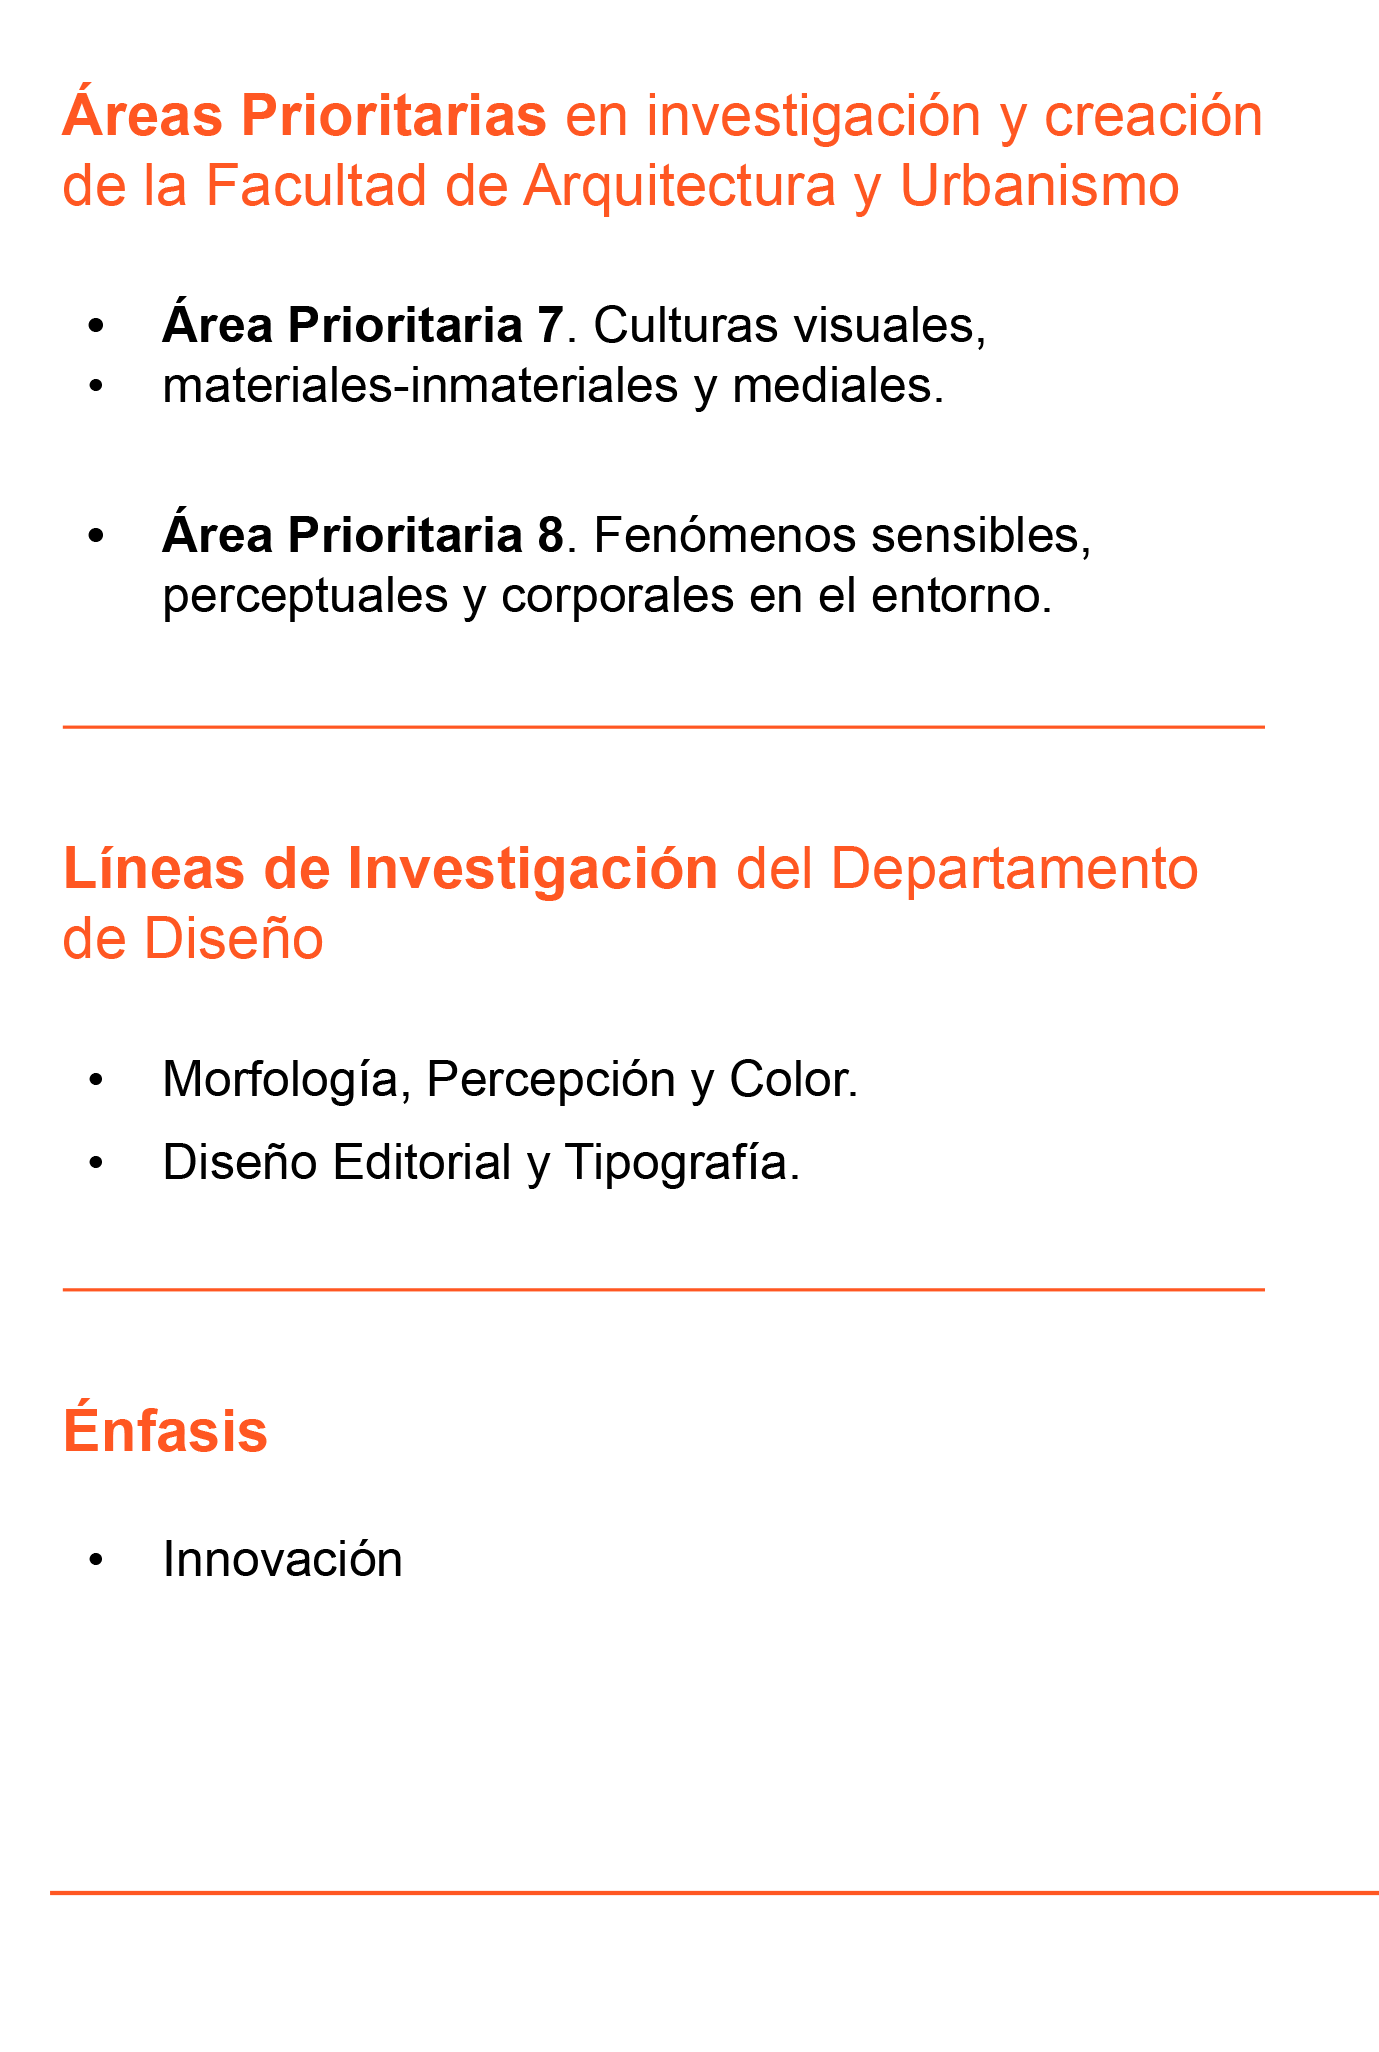 Áreas Prioritarias en investigación y creación
de la Facultad de Arquitectura y Urbanismo
• Área Prioritaria 7. Culturas visuales,
• materiales-inmateriales y mediales.
• Área Prioritaria 8. Fenómenos sensibles,
perceptuales y corporales en el entorno.
Líneas de Investigación del Departamento
de Diseño
• Morfología, Percepción y Color.
• Diseño Editorial y Tipografía.
Énfasis
• Innovación